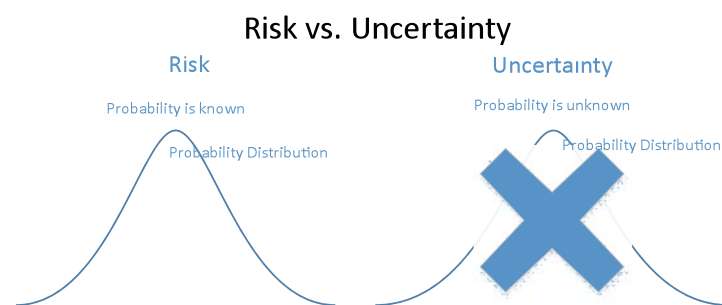 Risk vs. Uncertainty
Risk
Probability is known
Probability Distribution
Uncertainty
Probability is unknown
Probability Distribution